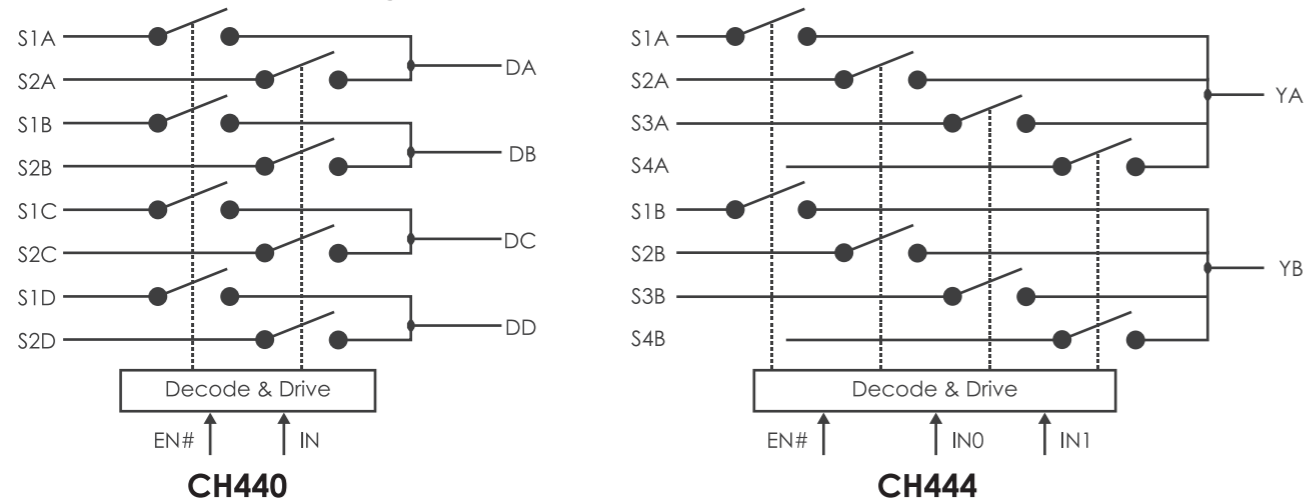 S1A
S2A
S1B
S2B
S1C
S2C
S1D
S2D
DA
DB
DC
DD
Decode & Drive
EN# IN
CH440
S1A
S2A
S3A
S4A
S1B
S2B
S3B
S4B
YA
YB
Decode & Drive
EN# IN0 IN1
CH444